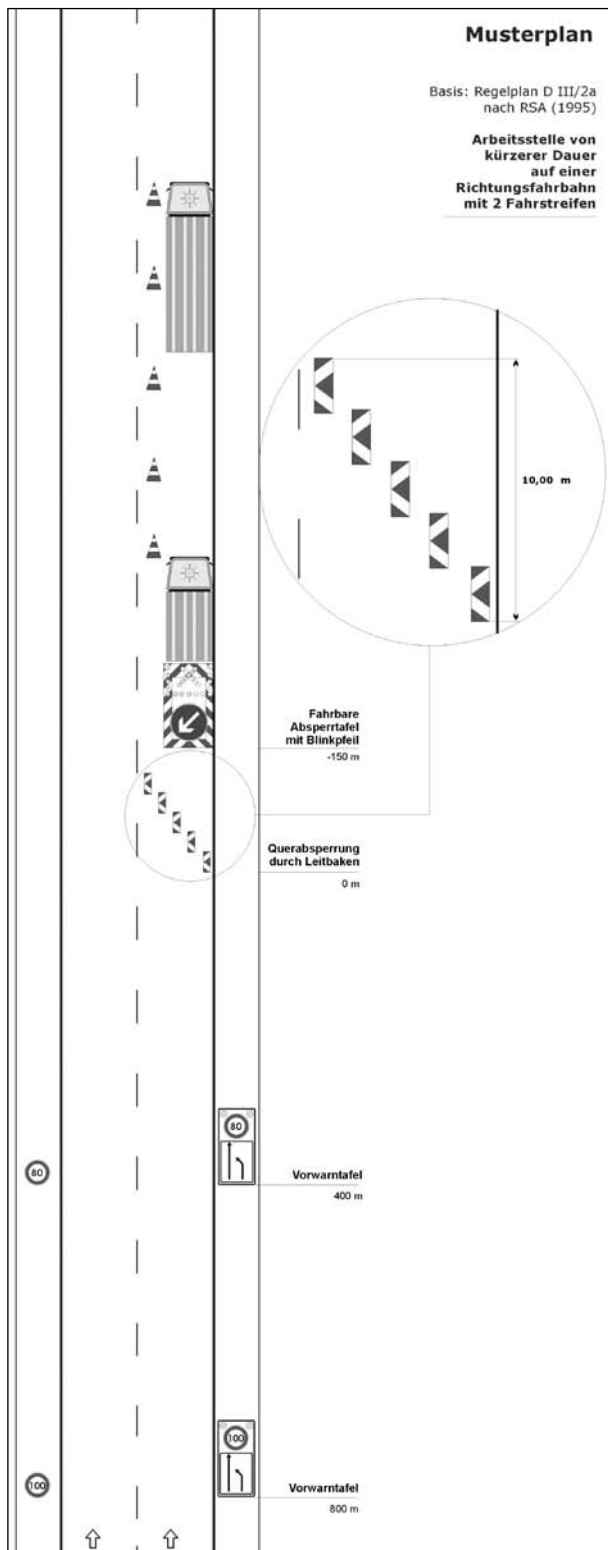 Musterplan
Basis: Regelplan D III/2a
nach RSA (1995)
Arbeitsstelle von
kürzerer Dauer
auf einer
Richtungsfahrbahn
mit 2 Fahrstreifen
10,00 m
Fahrbare
Absperrtafel
mit Blinkpfeil
-150 m
Querabsperrung
durch Leitbaken
0 m
80
80
Vorwarntafel
400 m
100
100
Vorwarntafel
800 m